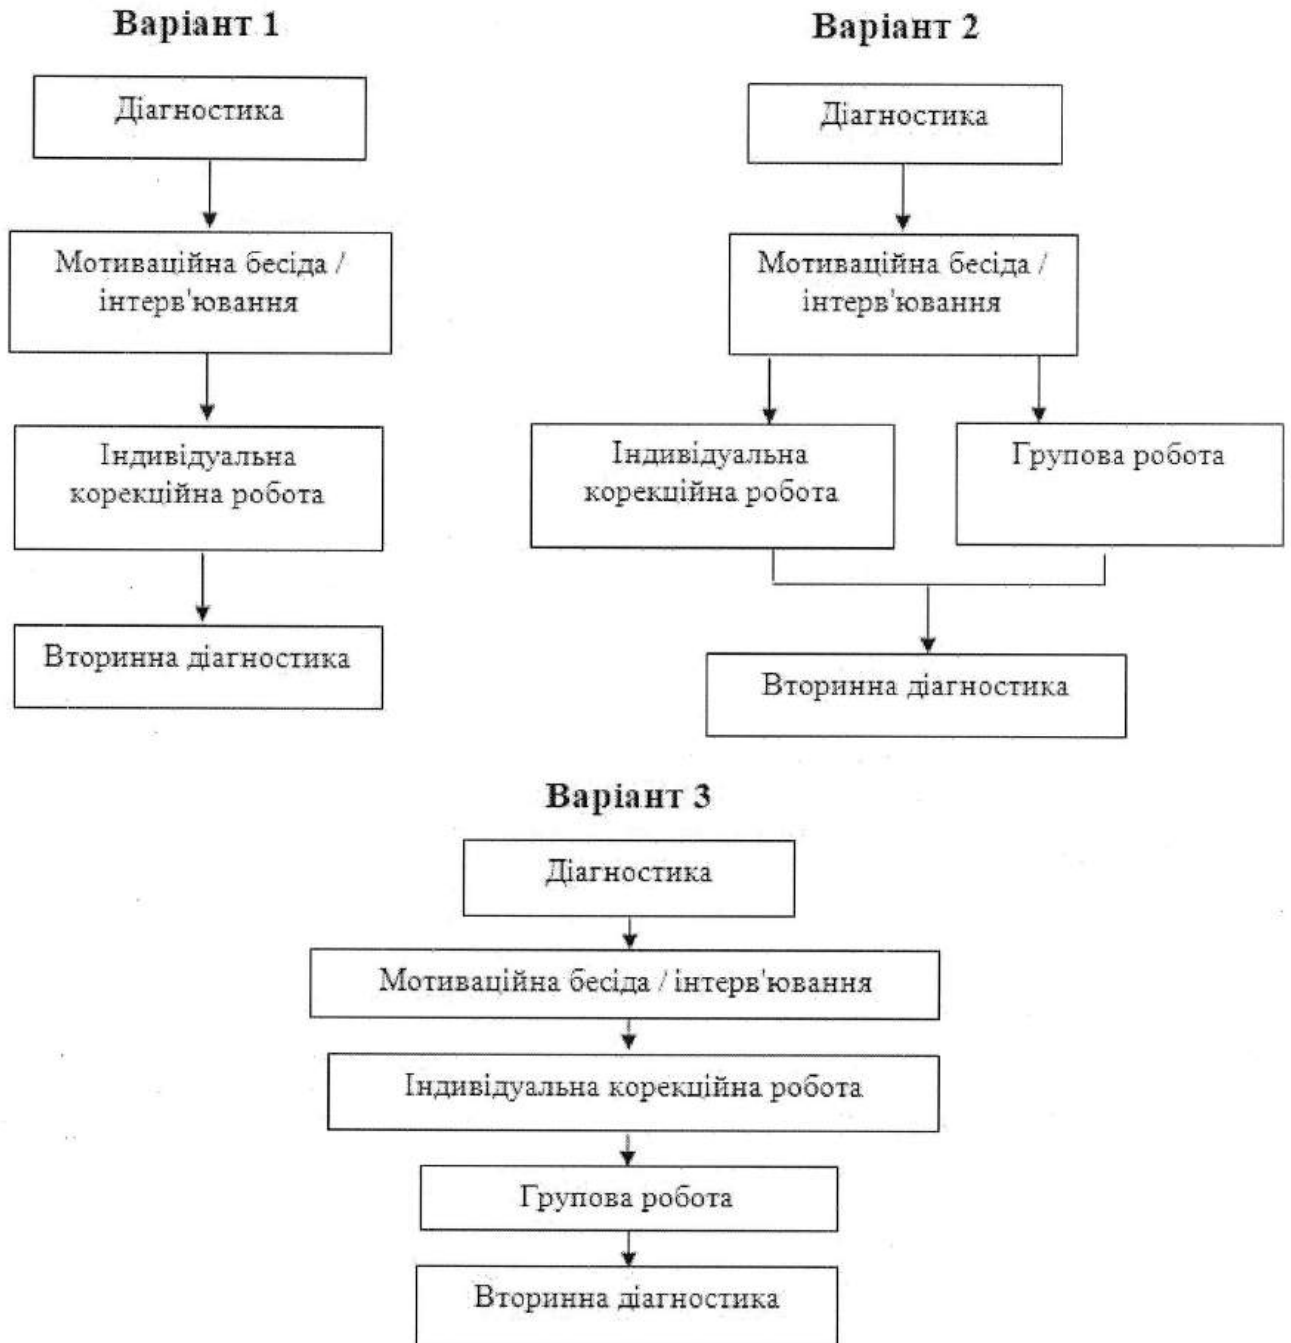 Варіант 1
Діагностика
Мотиваційна бесіда /
інтерв'ювання
Індивідуальна
корекційна робота
Вторинна діагностика
Варіант 2
Діагностика
Мотиваційна бесіда /
інтерв'ювання
Індивідуальна
корекційна робота
Групова робота
Вторинна діагностика
Варіант 3
Діагностика
Мотиваційна бесіда / інтерв'ювання
Індивідуальна корекційна робота
Групова робота
Вторинна діагностика